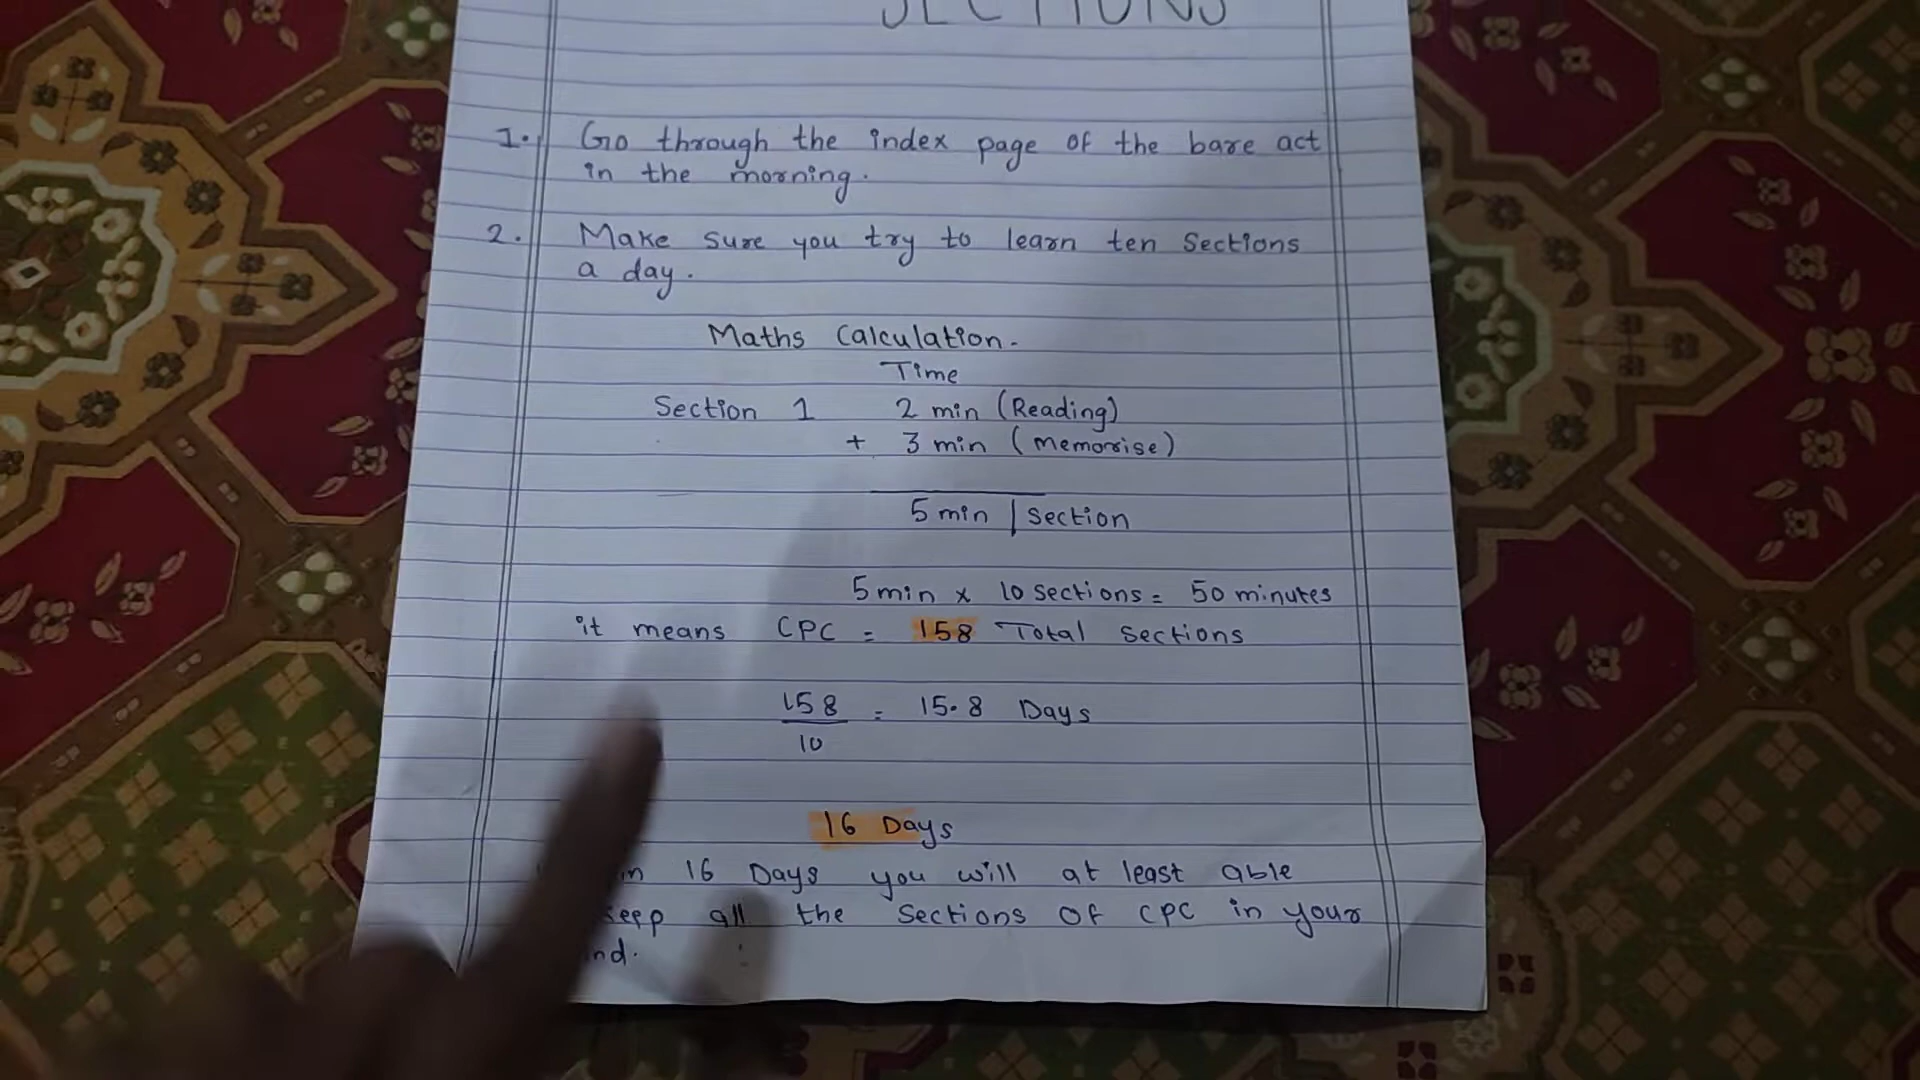 SECTIONS
1. Go through the index page of the bare act
in the morning.
2. Make sure you try to learn ten sections
a day.
Maths Calculation.
Time
Section 1 2 min (Reading)
+ 3 min (memorise)
5 min / section
5 min x 10 sections = 50 minutes
it means CPC = 158 Total sections
158
10 = 15.8 Days
16 Days
in 16 Days you will at least able
all the sections of CPC in your